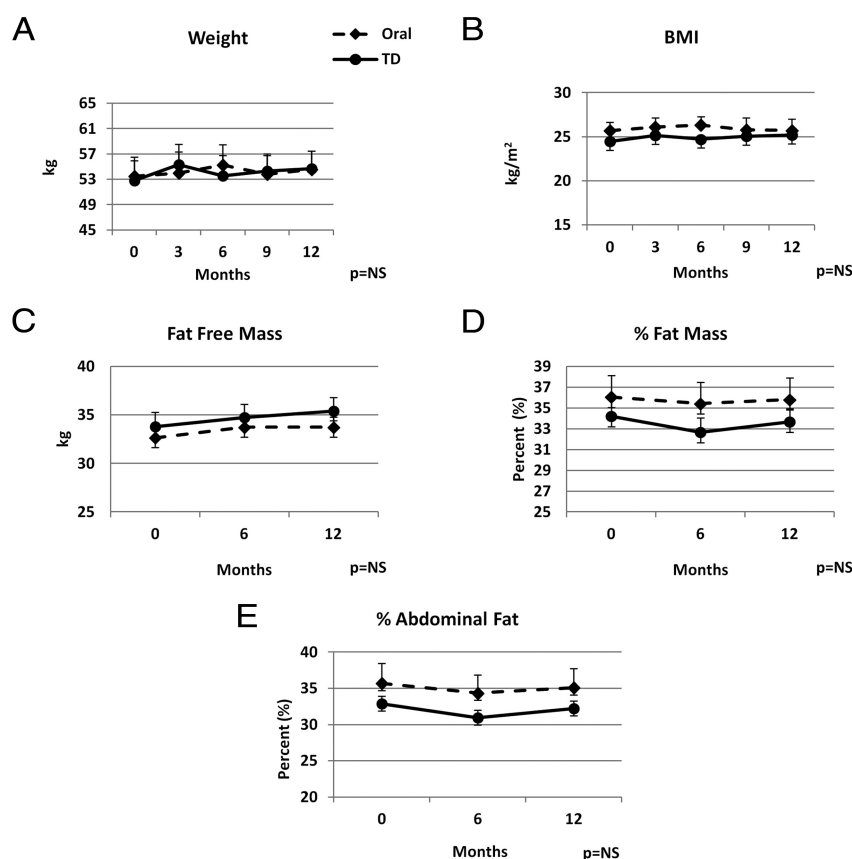 A
Weight
Oral
TD
65
61
57
53
49
45
kg
0 3 6 9 12
Months
p=NS
B
BMI
30
25
20
15
kg/m²
0 3 6 9 12
Months
p=NS
C
Fat Free Mass
40
35
30
25
kg
0 6 12
Months
p=NS
D
% Fat Mass
39
37
35
33
31
29
27
25
Percent (%)
0 6 12
Months
p=NS
E
% Abdominal Fat
40
35
30
25
20
Percent (%)
0 6 12
Months
p=NS